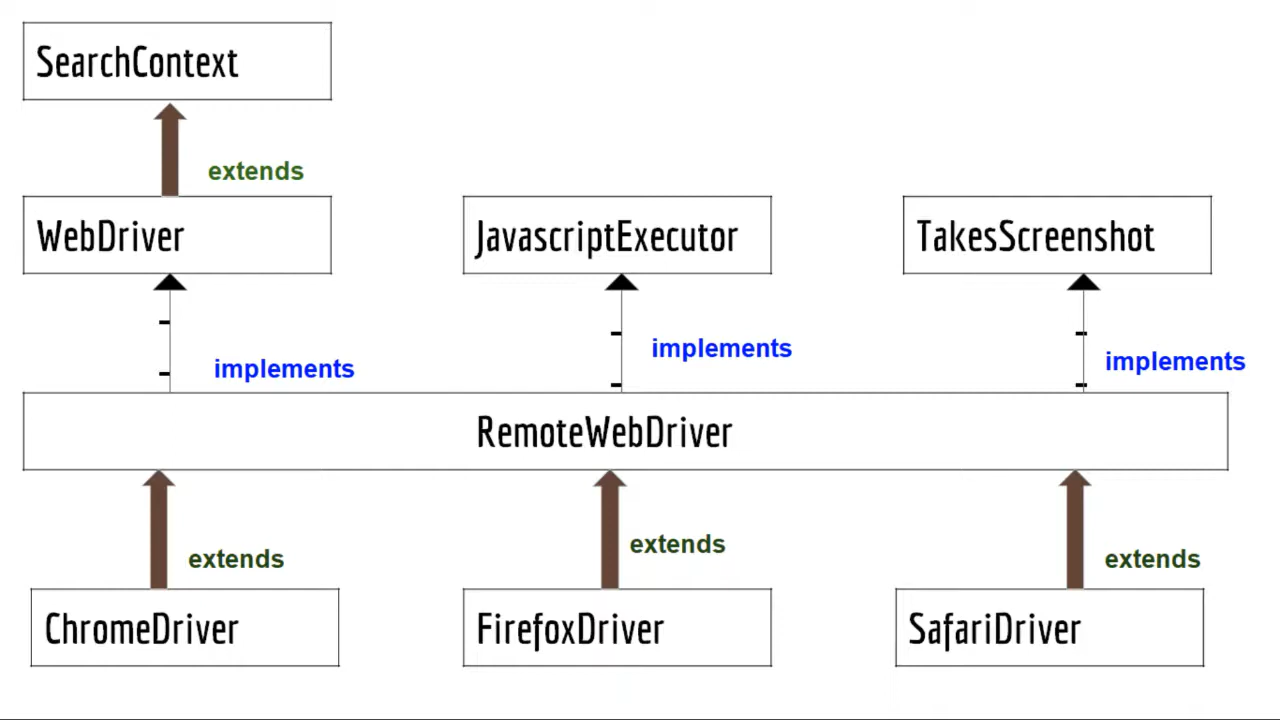 SearchContext
extends
WebDriver
JavascriptExecutor
TakesScreenshot
implements
implements
implements
RemoteWebDriver
extends
extends
extends
ChromeDriver
FirefoxDriver
SafariDriver